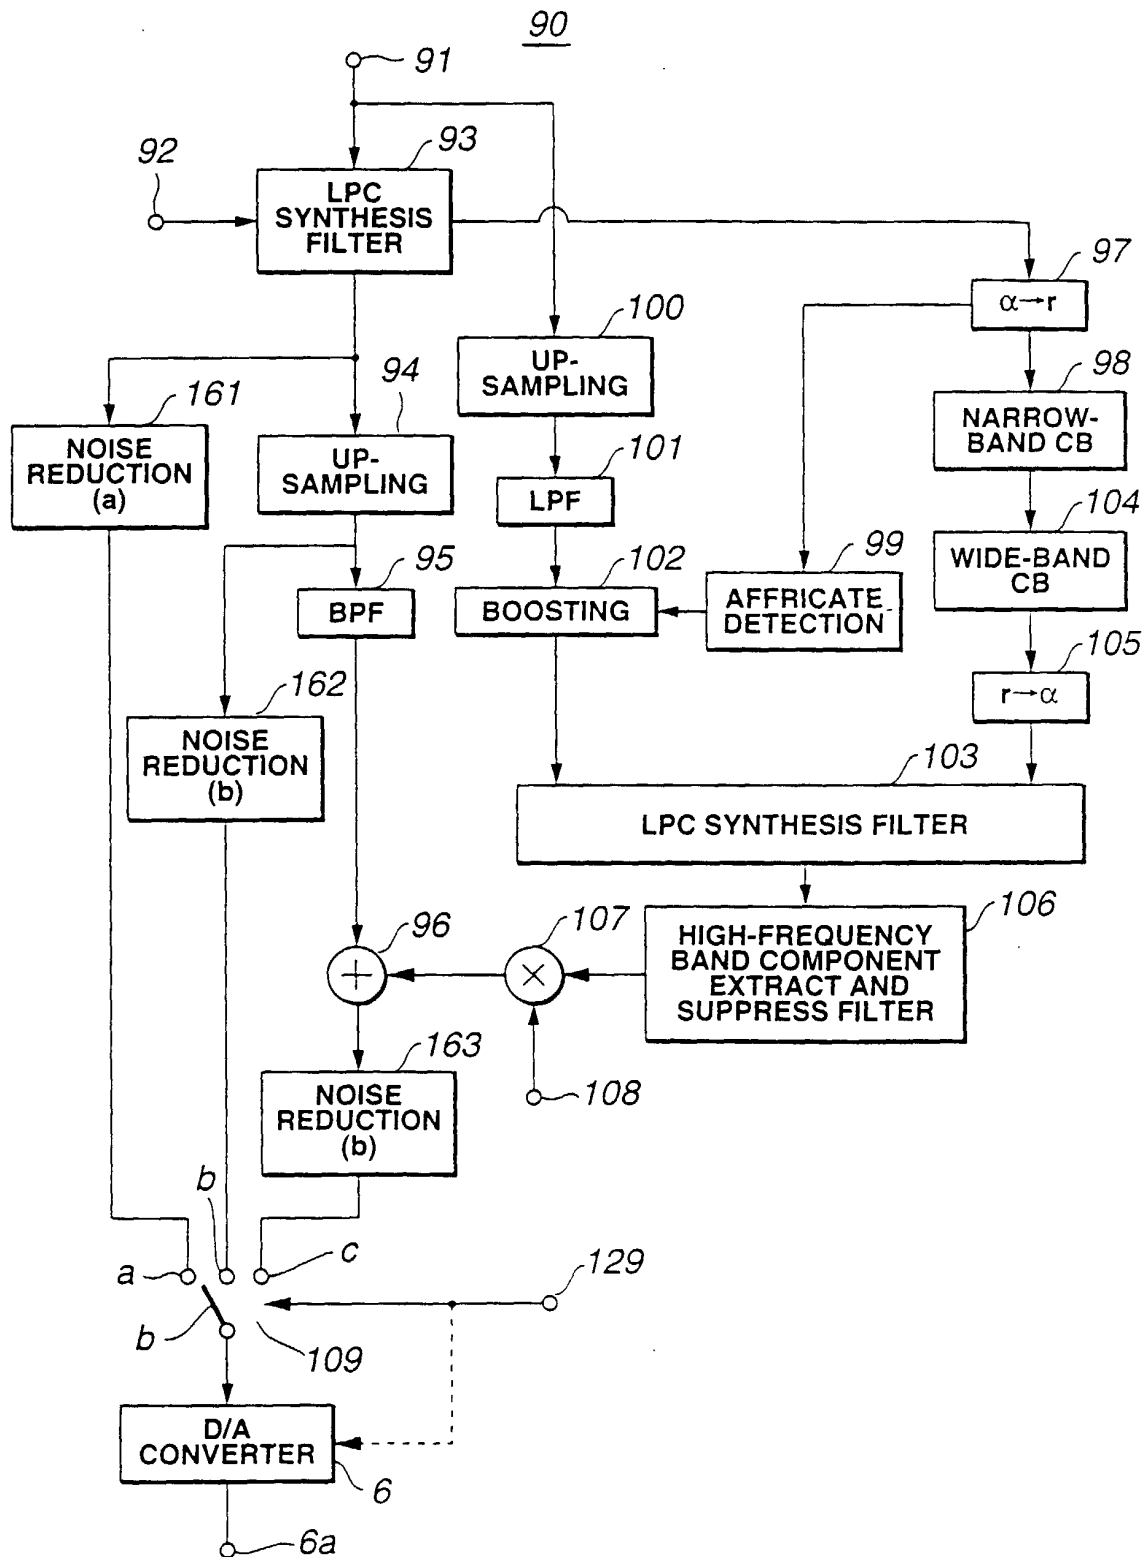 90
91
93
92
LPC
SYNTHESIS
FILTER
97
α→r
100
UP-
SAMPLING
94
98
161
NOISE
REDUCTION
(a)
UP-
SAMPLING
101
LPF
NARROW-
BAND CB
104
95
102
99
WIDE-BAND
CB
BPF
BOOSTING
AFFRICATE
DETECTION
105
r→α
162
NOISE
REDUCTION
(b)
103
LPC SYNTHESIS FILTER
96
107
106
HIGH-FREQUENCY
BAND COMPONENT
EXTRACT AND
SUPPRESS FILTER
+
×
163
108
NOISE
REDUCTION
(b)
b
a
c
129
b
109
D/A
CONVERTER
6
6a